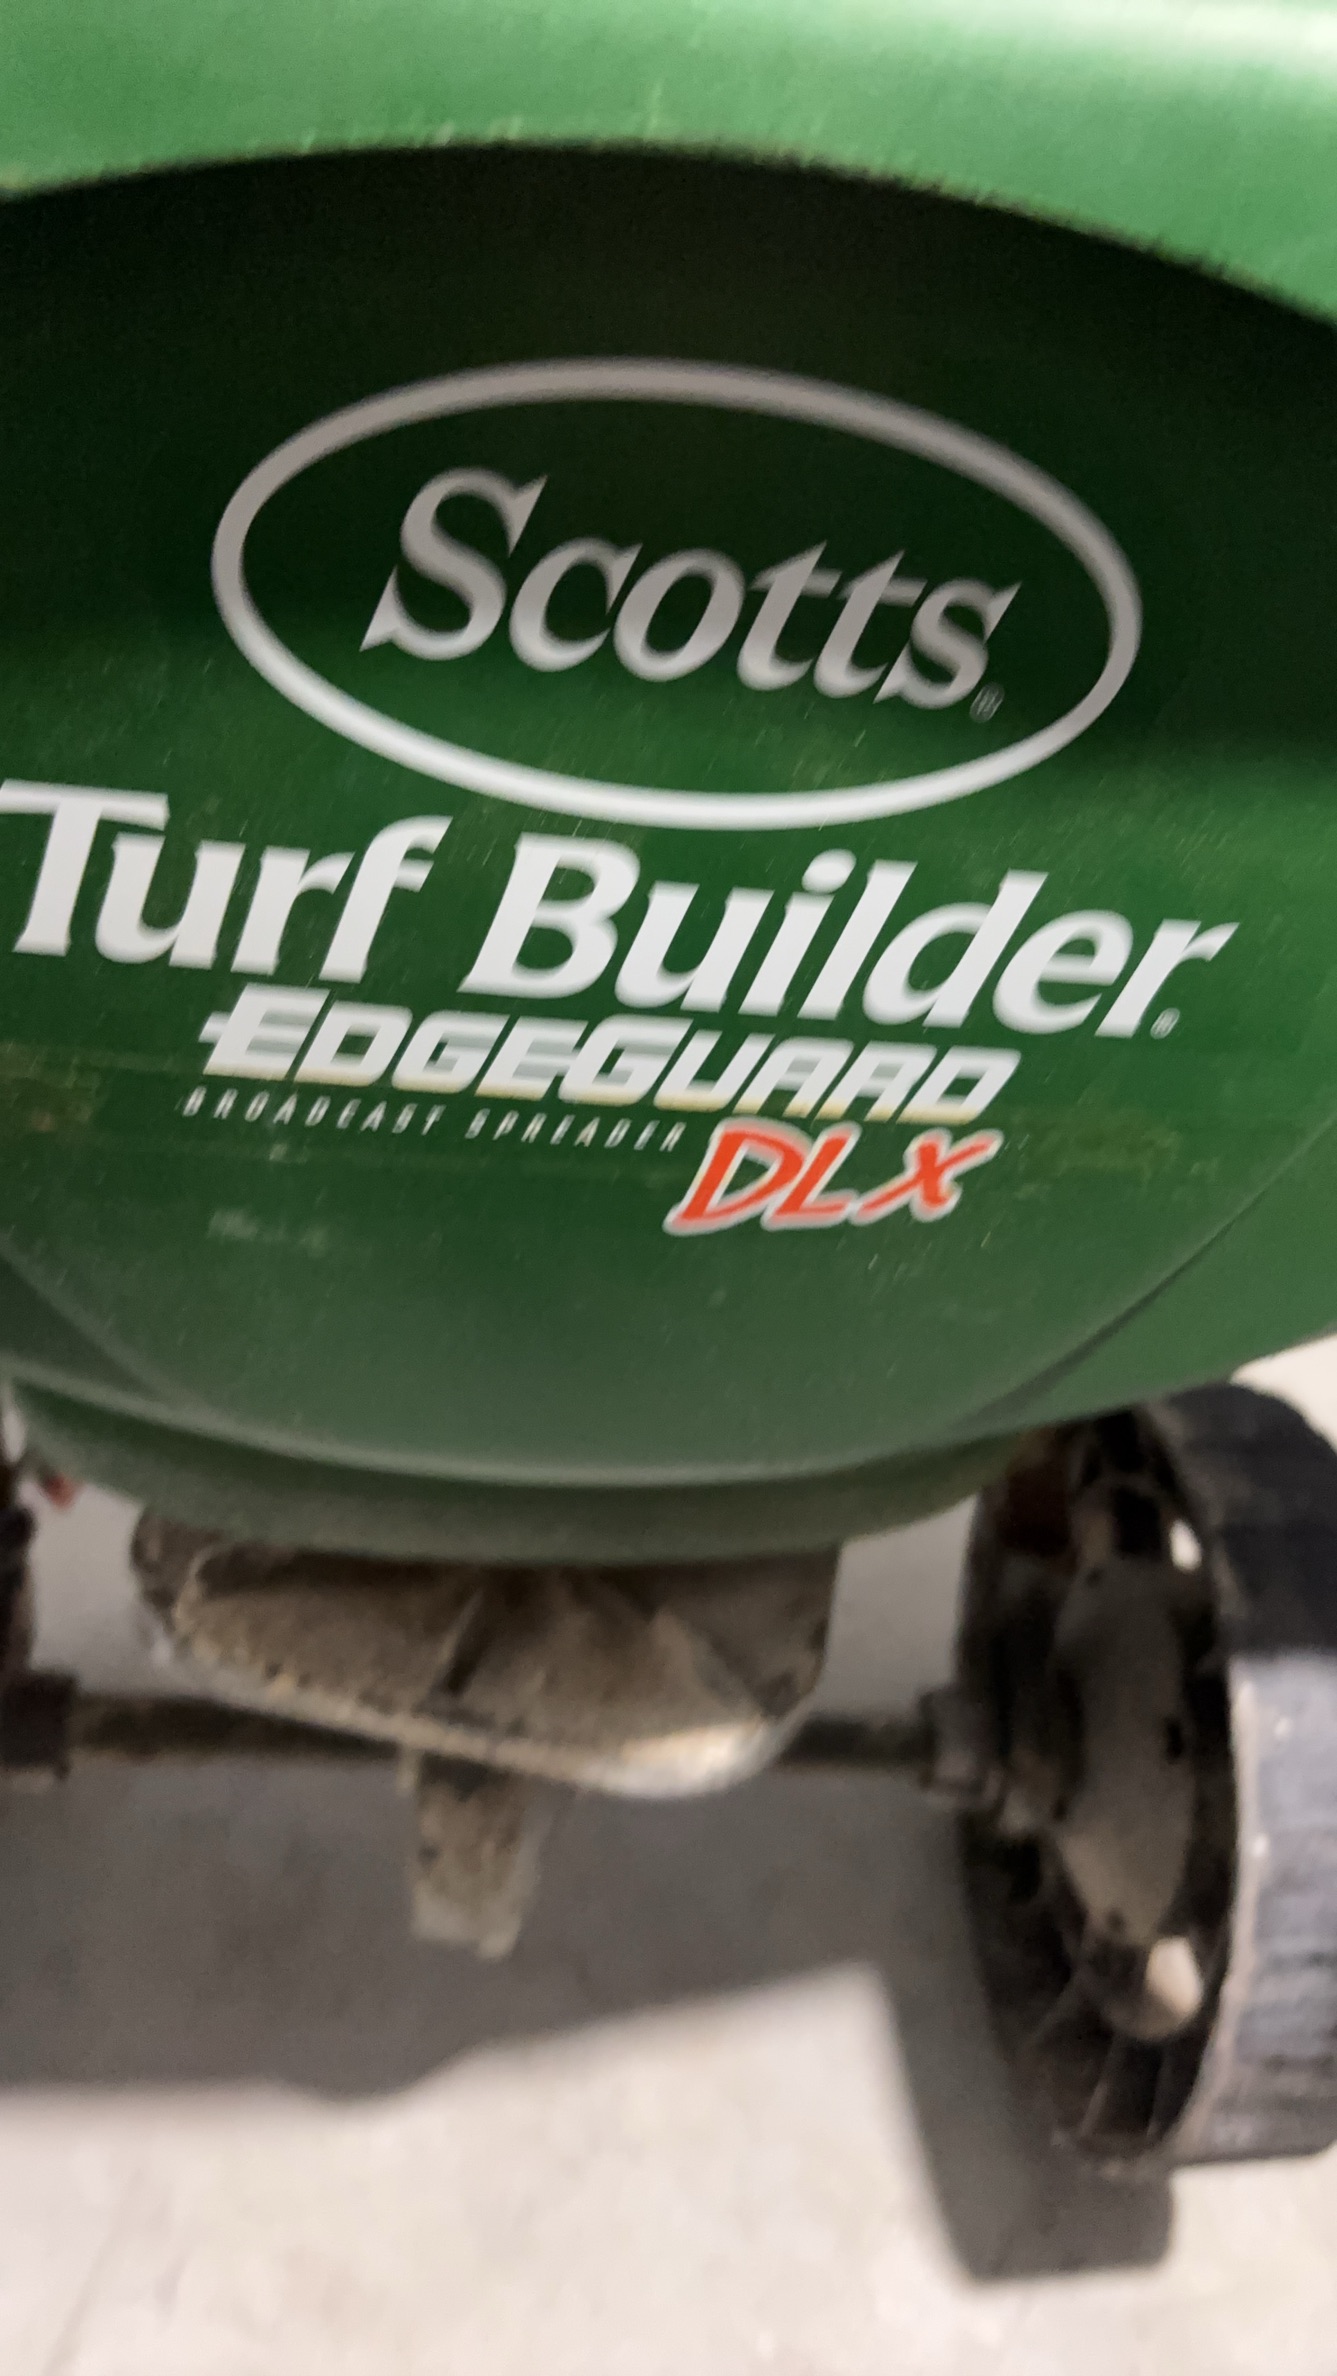 Scotts®
Turf Builder®
EDGEGUARD
BROADCAST SPREADER
DLX